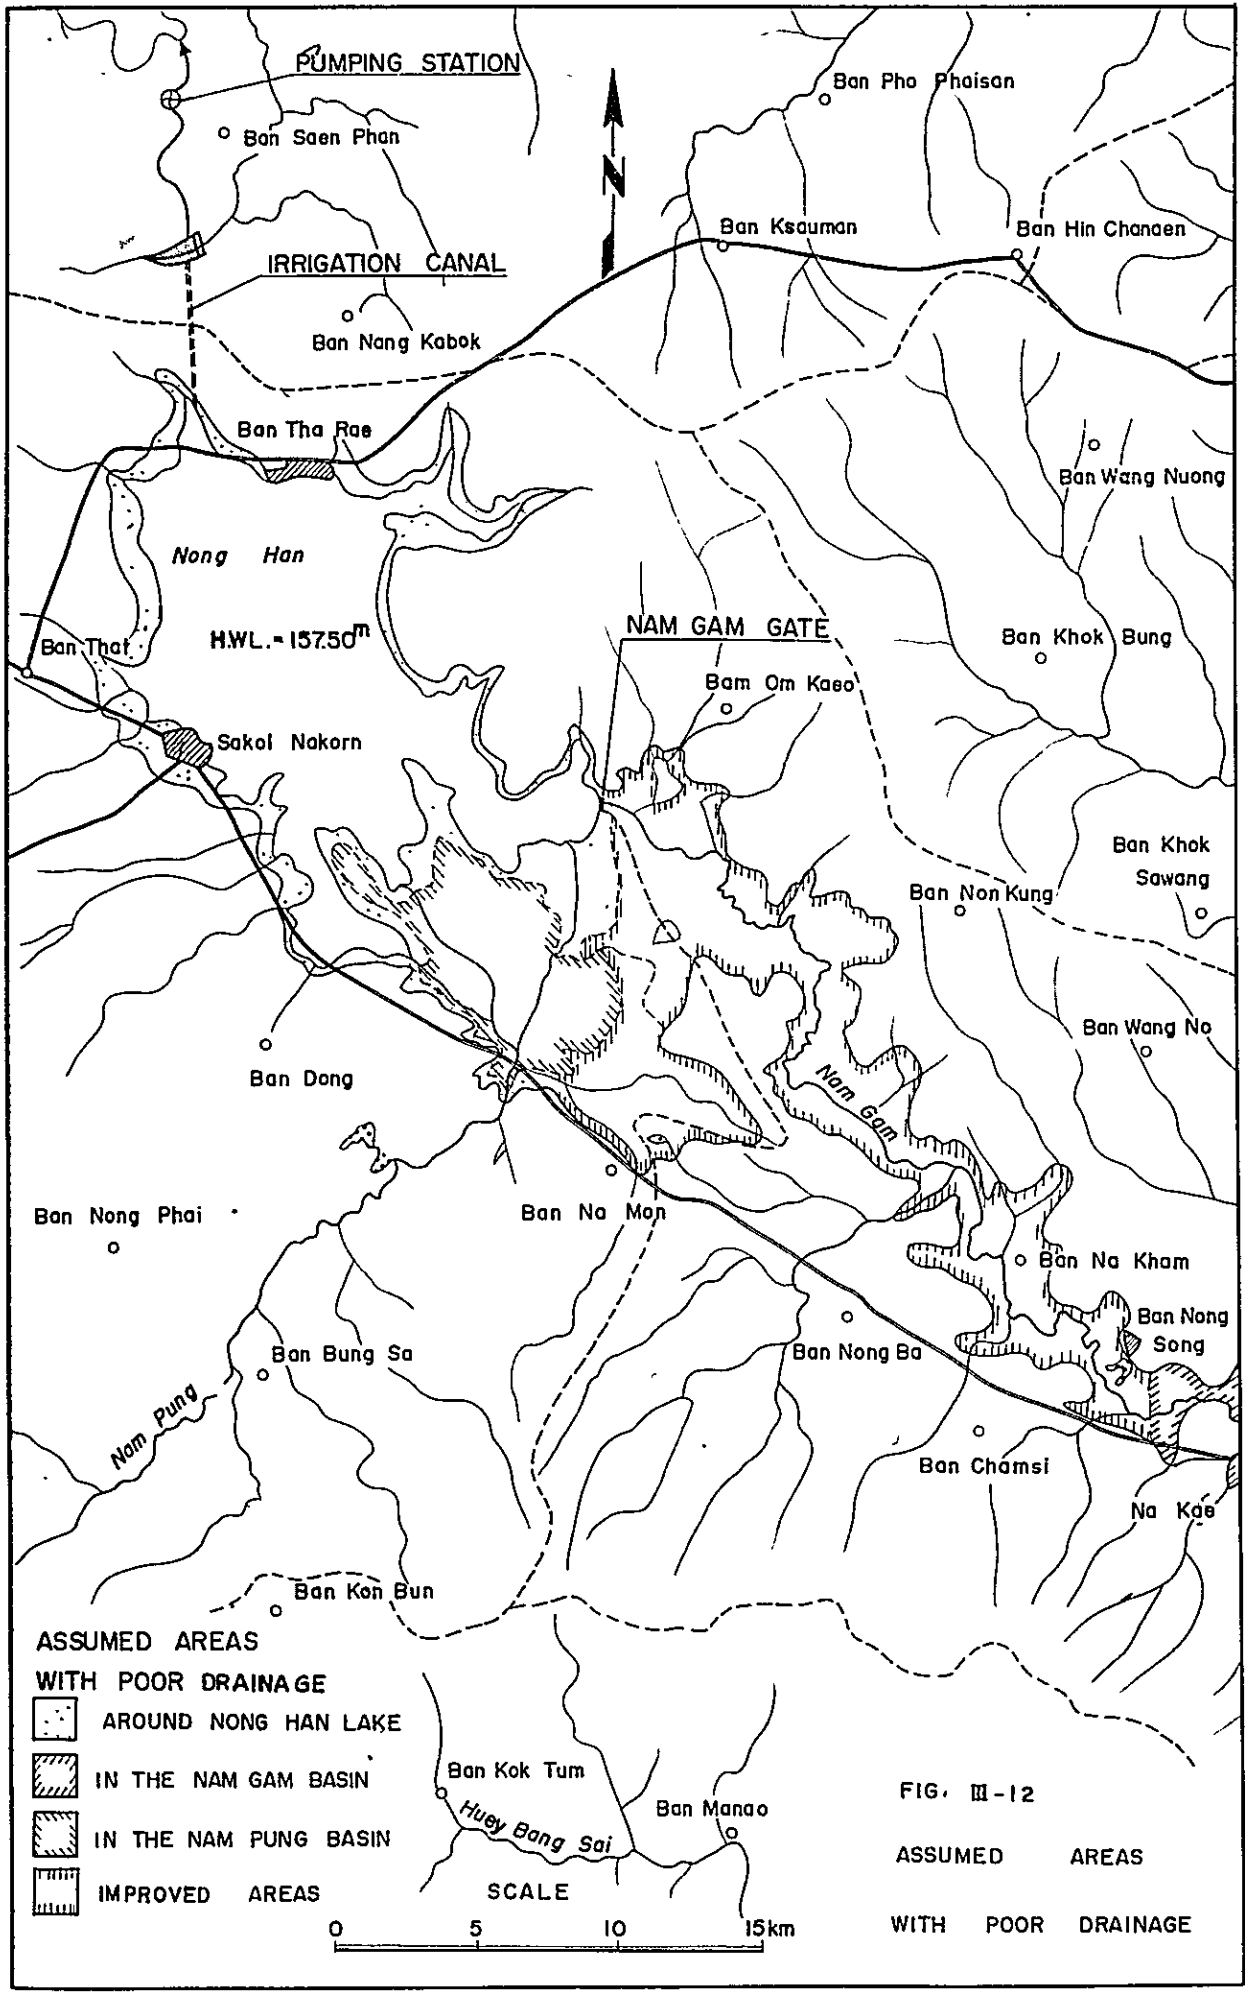 PUMPING STATION
Ban Pho Phaisan
Ban Saen Phan
N
Ban Ksauman
Ban Hin Chanaen
IRRIGATION CANAL
Ban Nang Kabok
Ban Tha Rae
Ban Wang Nuong
Nong Han
NAM GAM GATE
H.WL.=157.50m
Ban That
Ban Khok Bung
Bam Om Kaeo
Sakol Nakorn
Ban Khok
Sawang
Ban Non Kung
Ban Wang No
Ban Dong
Nam Gam
Ban Nong Phai
Ban Na Mon
Ban Na Kham
Ban Nong
Song
Ban Bung Sa
Ban Nong Ba
Nam Pung
Ban Chamsi
Na Kae
Ban Kon Bun
ASSUMED AREAS
WITH POOR DRAINAGE
AROUND NONG HAN LAKE
IN THE NAM GAM BASIN
IN THE NAM PUNG BASIN
IMPROVED AREAS
Ban Kok Tum
Huey Bang Sai
Ban Manao
SCALE
0 5 10 15km
FIG. III-12
ASSUMED AREAS
WITH POOR DRAINAGE